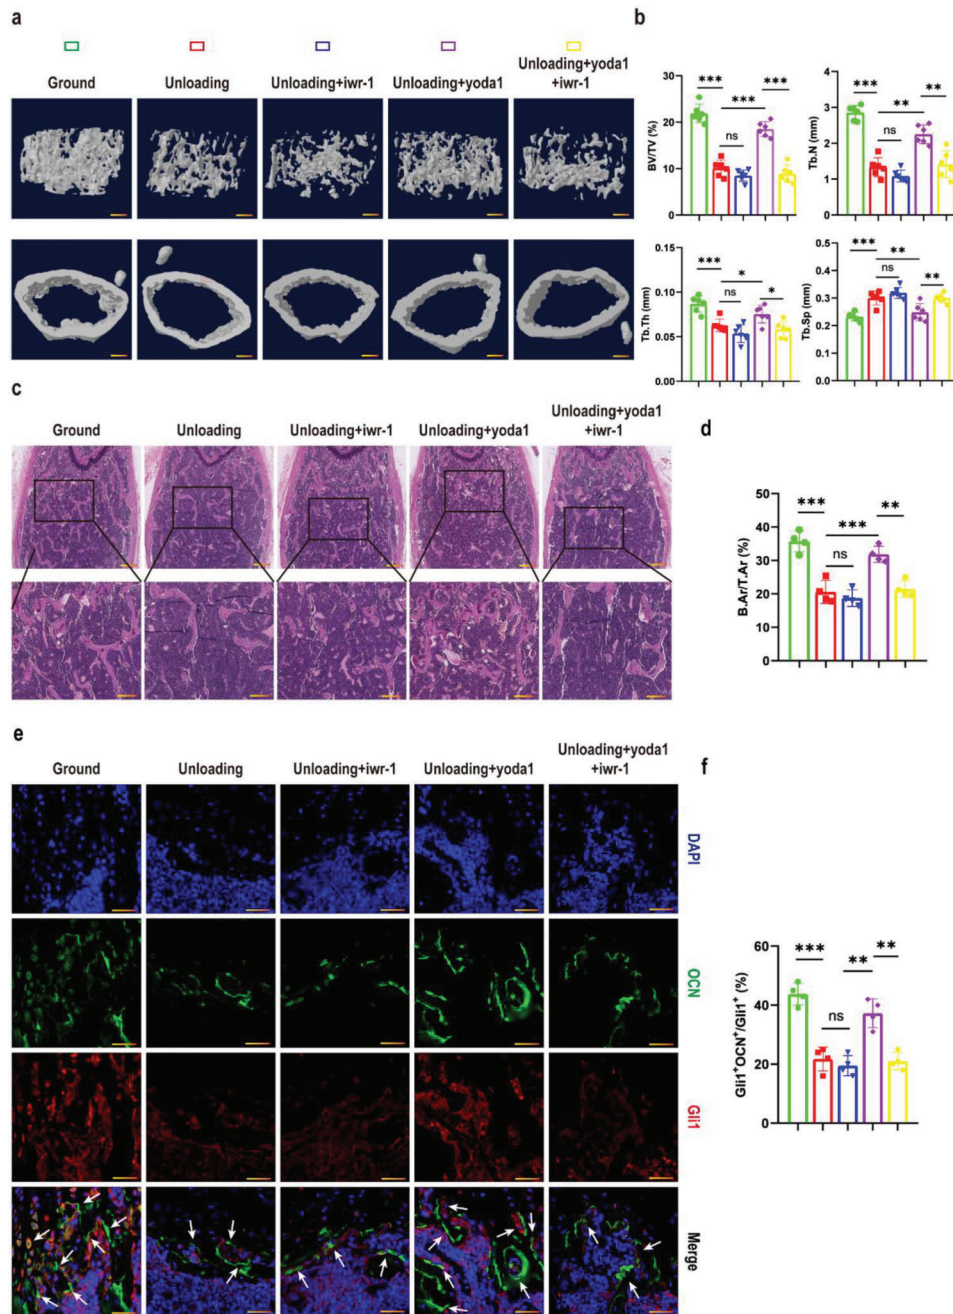 a
Ground
Unloading
Unloading+iwr-1
Unloading+yoda1
Unloading+yoda1
+iwr-1
b
BV/TV (%)
30
20
10
0
***
***
***
ns
Tb.N (mm)
4
3
2
1
0
***
**
**
ns
Tb.Th (mm)
0.15
0.10
0.05
0.00
***
*
ns
*
Tb.Sp (mm)
0.5
0.4
0.3
0.2
0.0
***
**
ns
**
c
Ground
Unloading
Unloading+iwr-1
Unloading+yoda1
Unloading+yoda1
+iwr-1
d
B.Ar/T.Ar (%)
50
40
30
20
10
0
***
***
**
ns
e
Ground
Unloading
Unloading+iwr-1
Unloading+yoda1
Unloading+yoda1
+iwr-1
DAPI
OCN
Gli1
Merge
f
Gli1⁺OCN⁺/Gli1⁺ (%)
60
40
20
0
***
**
**
ns